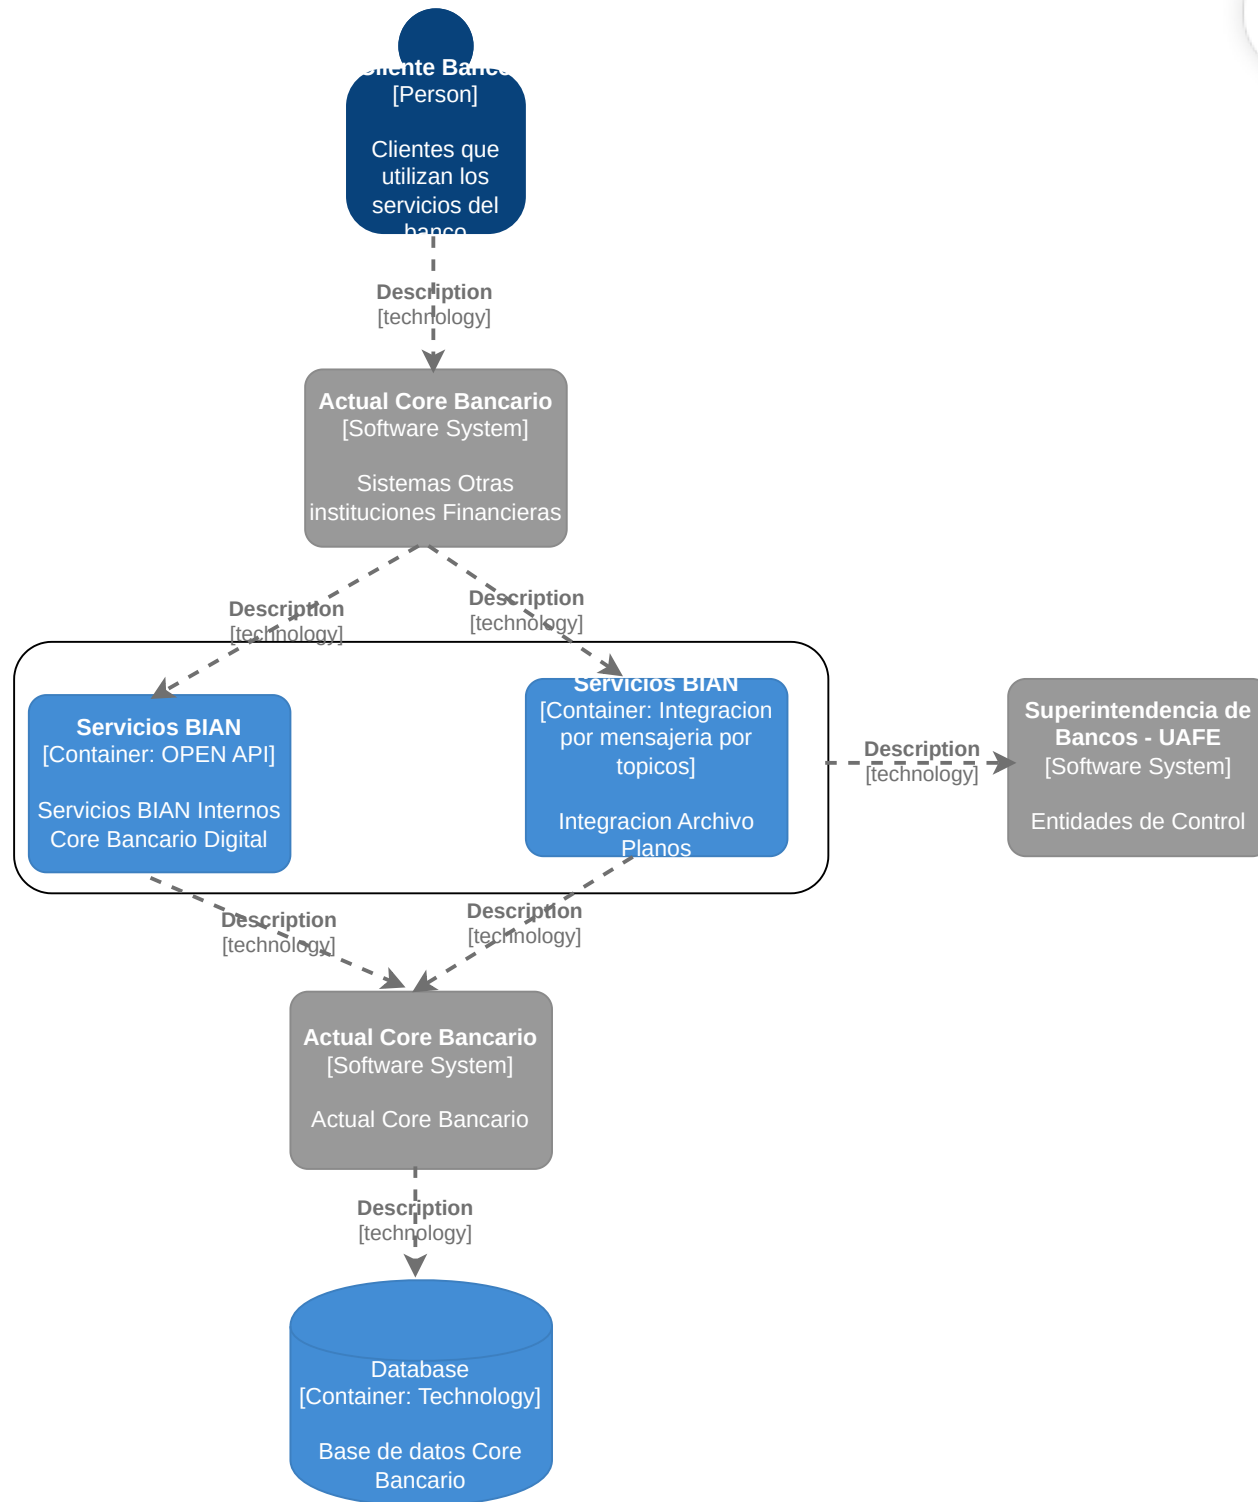 Cliente Banco
[Person]
Clientes que
utilizan los
servicios del
banco
Description
[technology]
Actual Core Bancario
[Software System]
Sistemas Otras
instituciones Financieras
Description
[technology]
Description
[technology]
Servicios BIAN
[Container: OPEN API]
Servicios BIAN Internos
Core Bancario Digital
Servicios BIAN
[Container: Integracion
por mensajeria por
topicos]
Integracion Archivo
Planos
Description
[technology]
Superintendencia de
Bancos - UAFE
[Software System]
Entidades de Control
Description
[technology]
Description
[technology]
Actual Core Bancario
[Software System]
Actual Core Bancario
Description
[technology]
Database
[Container: Technology]
Base de datos Core
Bancario